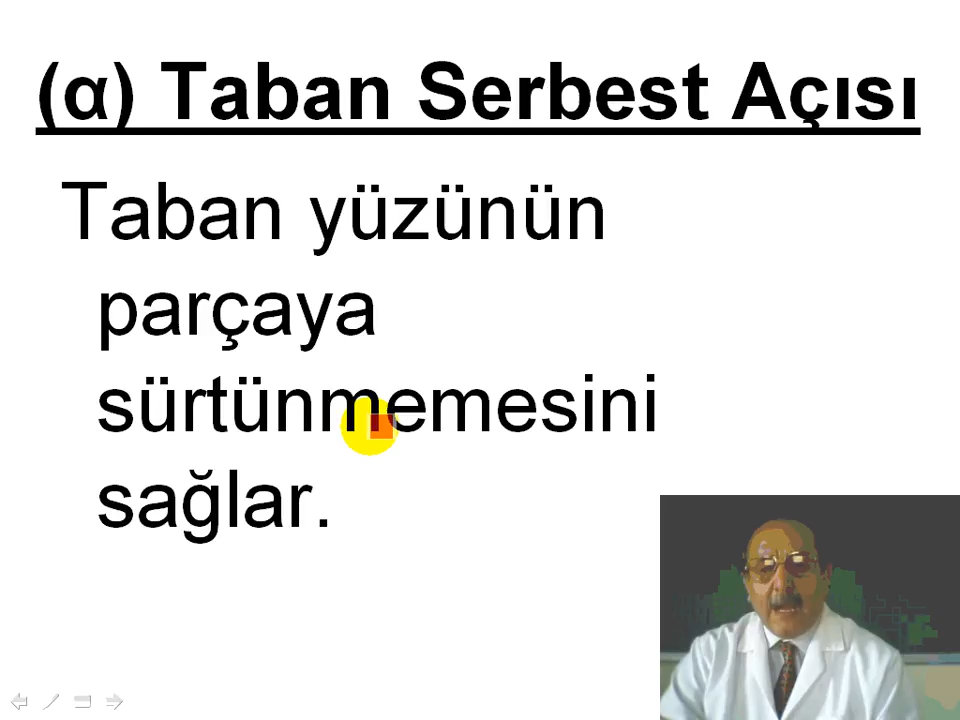 (α) Taban Serbest Açısı
Taban yüzünün
parçaya
sürtünmemesini
sağlar.